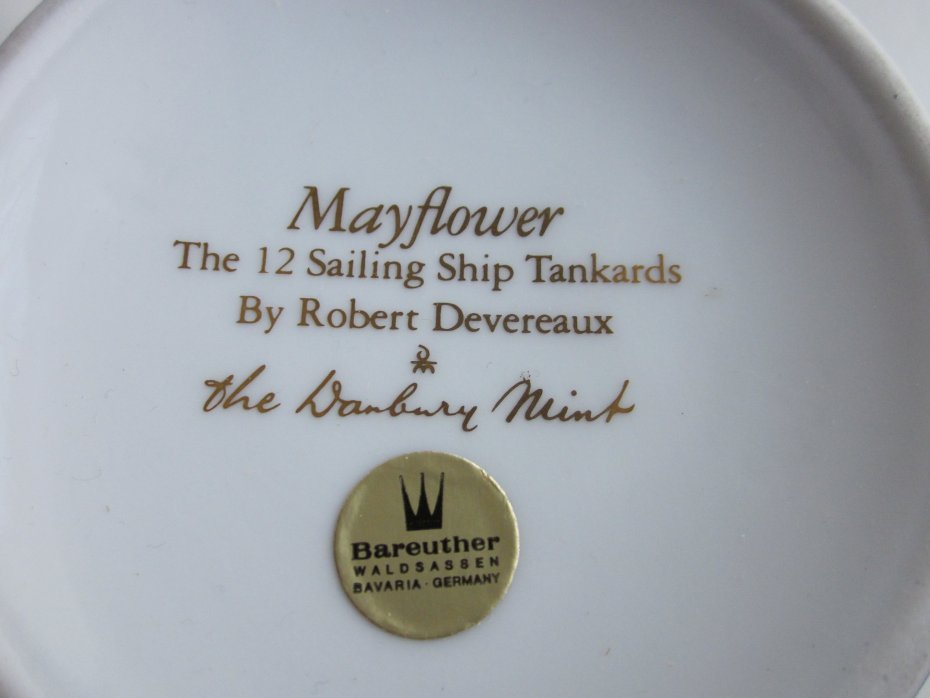 Mayflower
The 12 Sailing Ship Tankards
By Robert Devereaux
the Danbury Mint
Bareuther
WALDSASSEN
BAVARIA · GERMANY